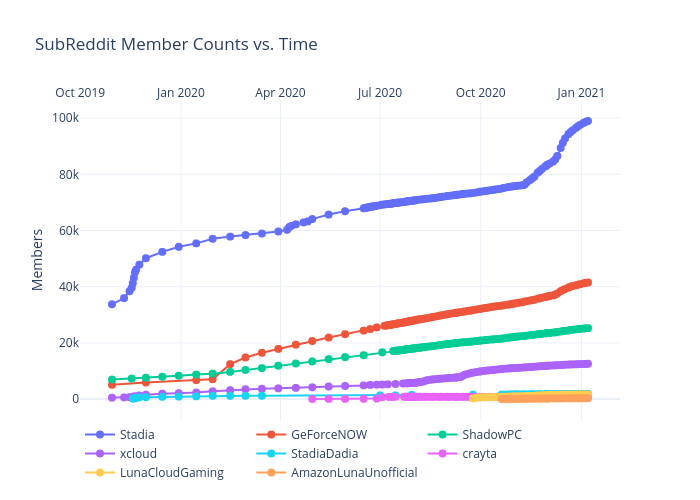 SubReddit Member Counts vs. Time
Oct 2019 Jan 2020 Apr 2020 Jul 2020 Oct 2020 Jan 2021
100k
80k
60k
40k
20k
0
Members
Stadia GeForceNOW ShadowPC
xcloud StadiaDadia crayta
LunaCloudGaming AmazonLunaUnofficial